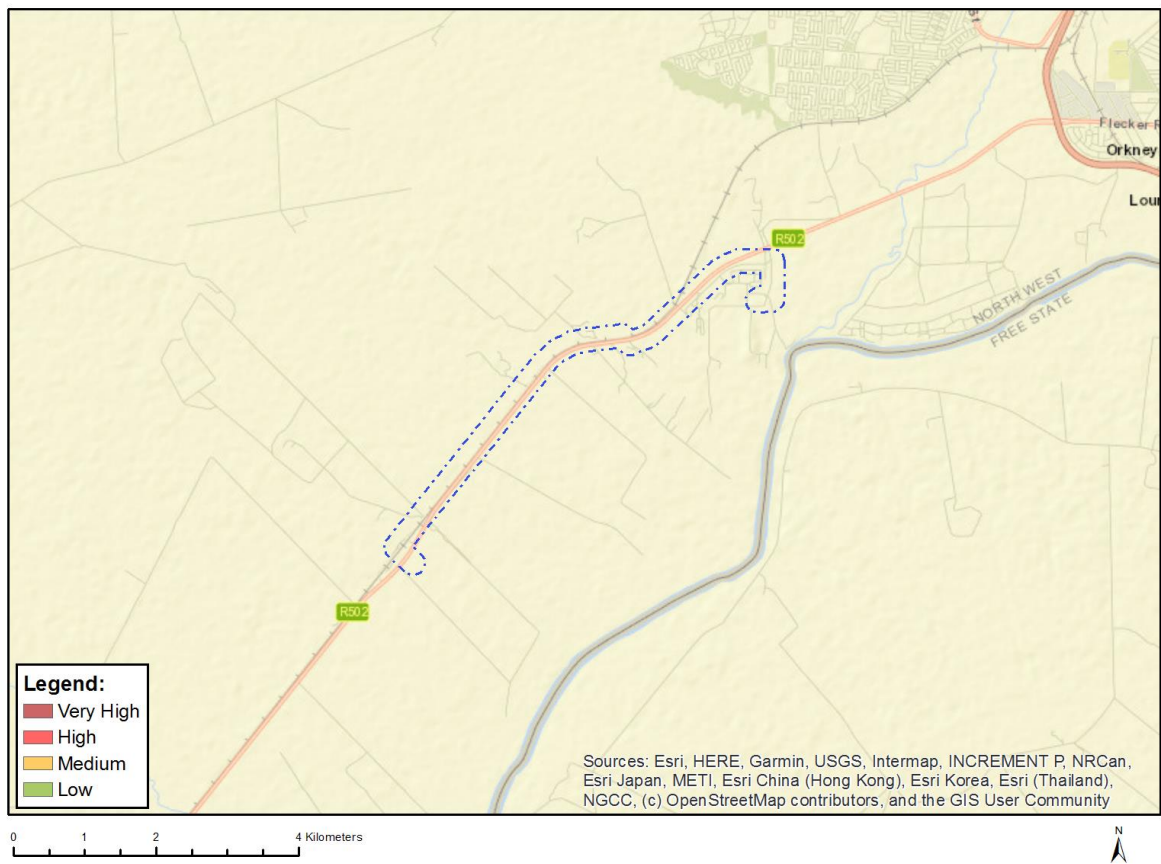 st
Flecker R
Orkney
Lour
R502
NORTH WEST
FREE STATE
R502
Legend:
Very High
High
Medium
Low
Sources: Esri, HERE, Garmin, USGS, Intermap, INCREMENT P, NRCan,
Esri Japan, METI, Esri China (Hong Kong), Esri Korea, Esri (Thailand),
NGCC, (c) OpenStreetMap contributors, and the GIS User Community
0 1 2 4 Kilometers
N